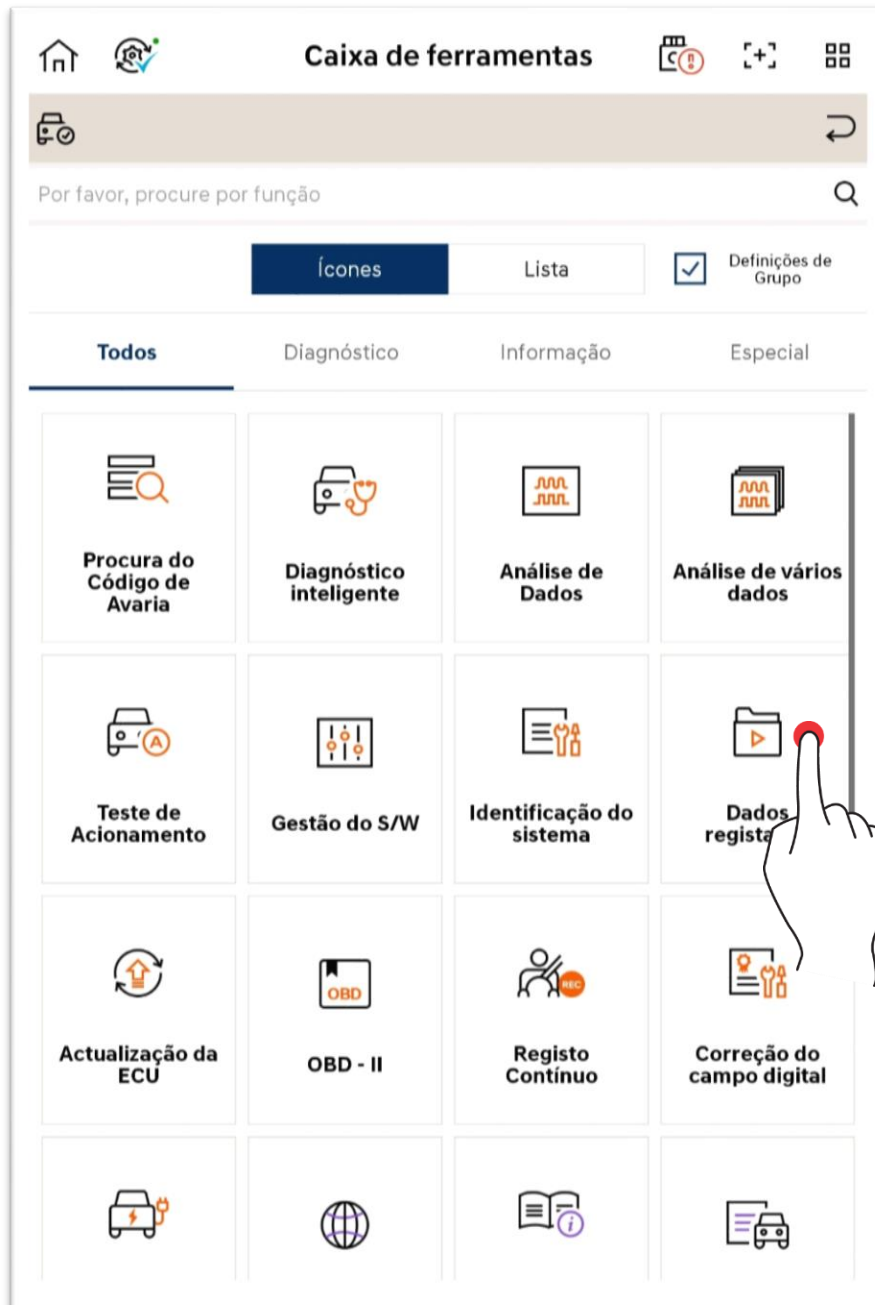 Caixa de ferramentas
Por favor, procure por função
Ícones
Lista
Definições de
Grupo
Todos
Diagnóstico
Informação
Especial
Procura do
Código de
Avaria
Diagnóstico
inteligente
Análise de
Dados
Análise de vários
dados
Teste de
Acionamento
Gestão do S/W
Identificação do
sistema
Dados
Actualização da
ECU
OBD
OBD - II
REC
Registo
Contínuo
Correção do
campo digital